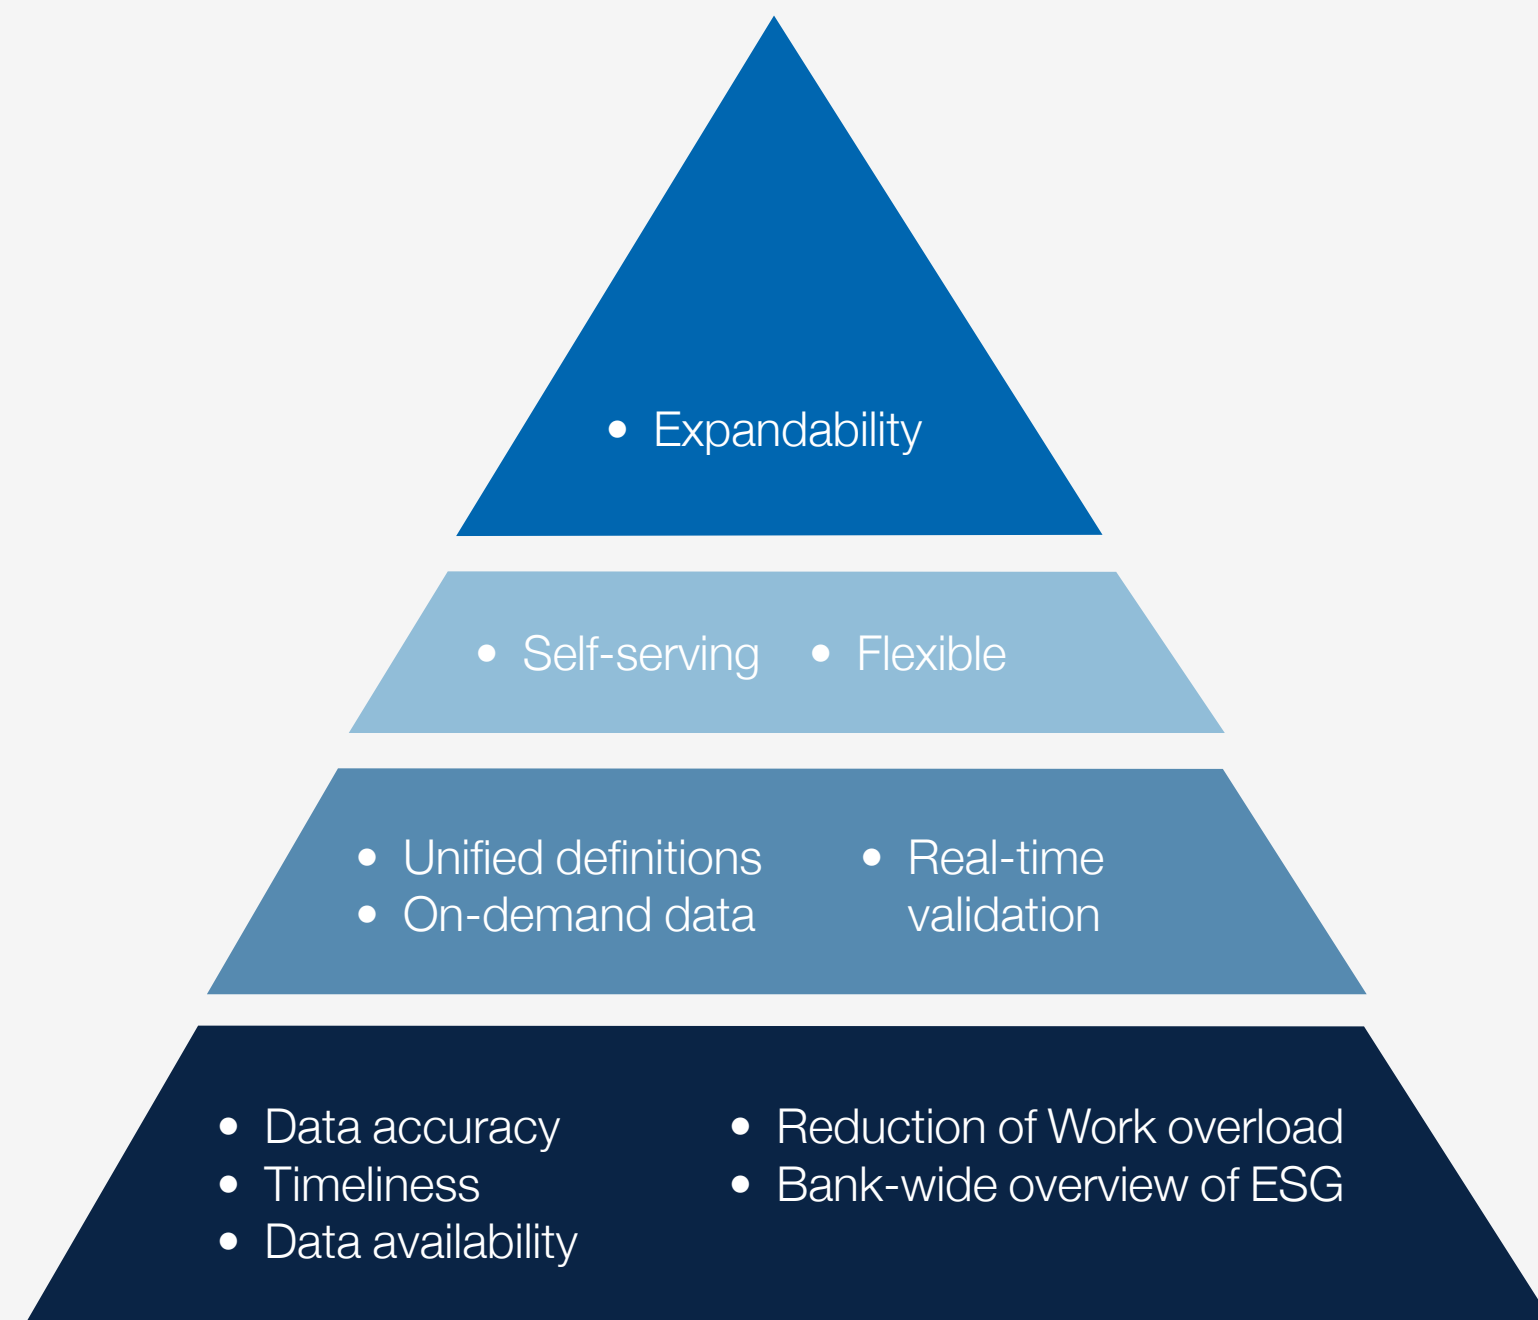 • Expandability
• Self-serving • Flexible
• Unified definitions
• On-demand data
• Real-time
validation
• Data accuracy
• Timeliness
• Data availability
• Reduction of Work overload
• Bank-wide overview of ESG